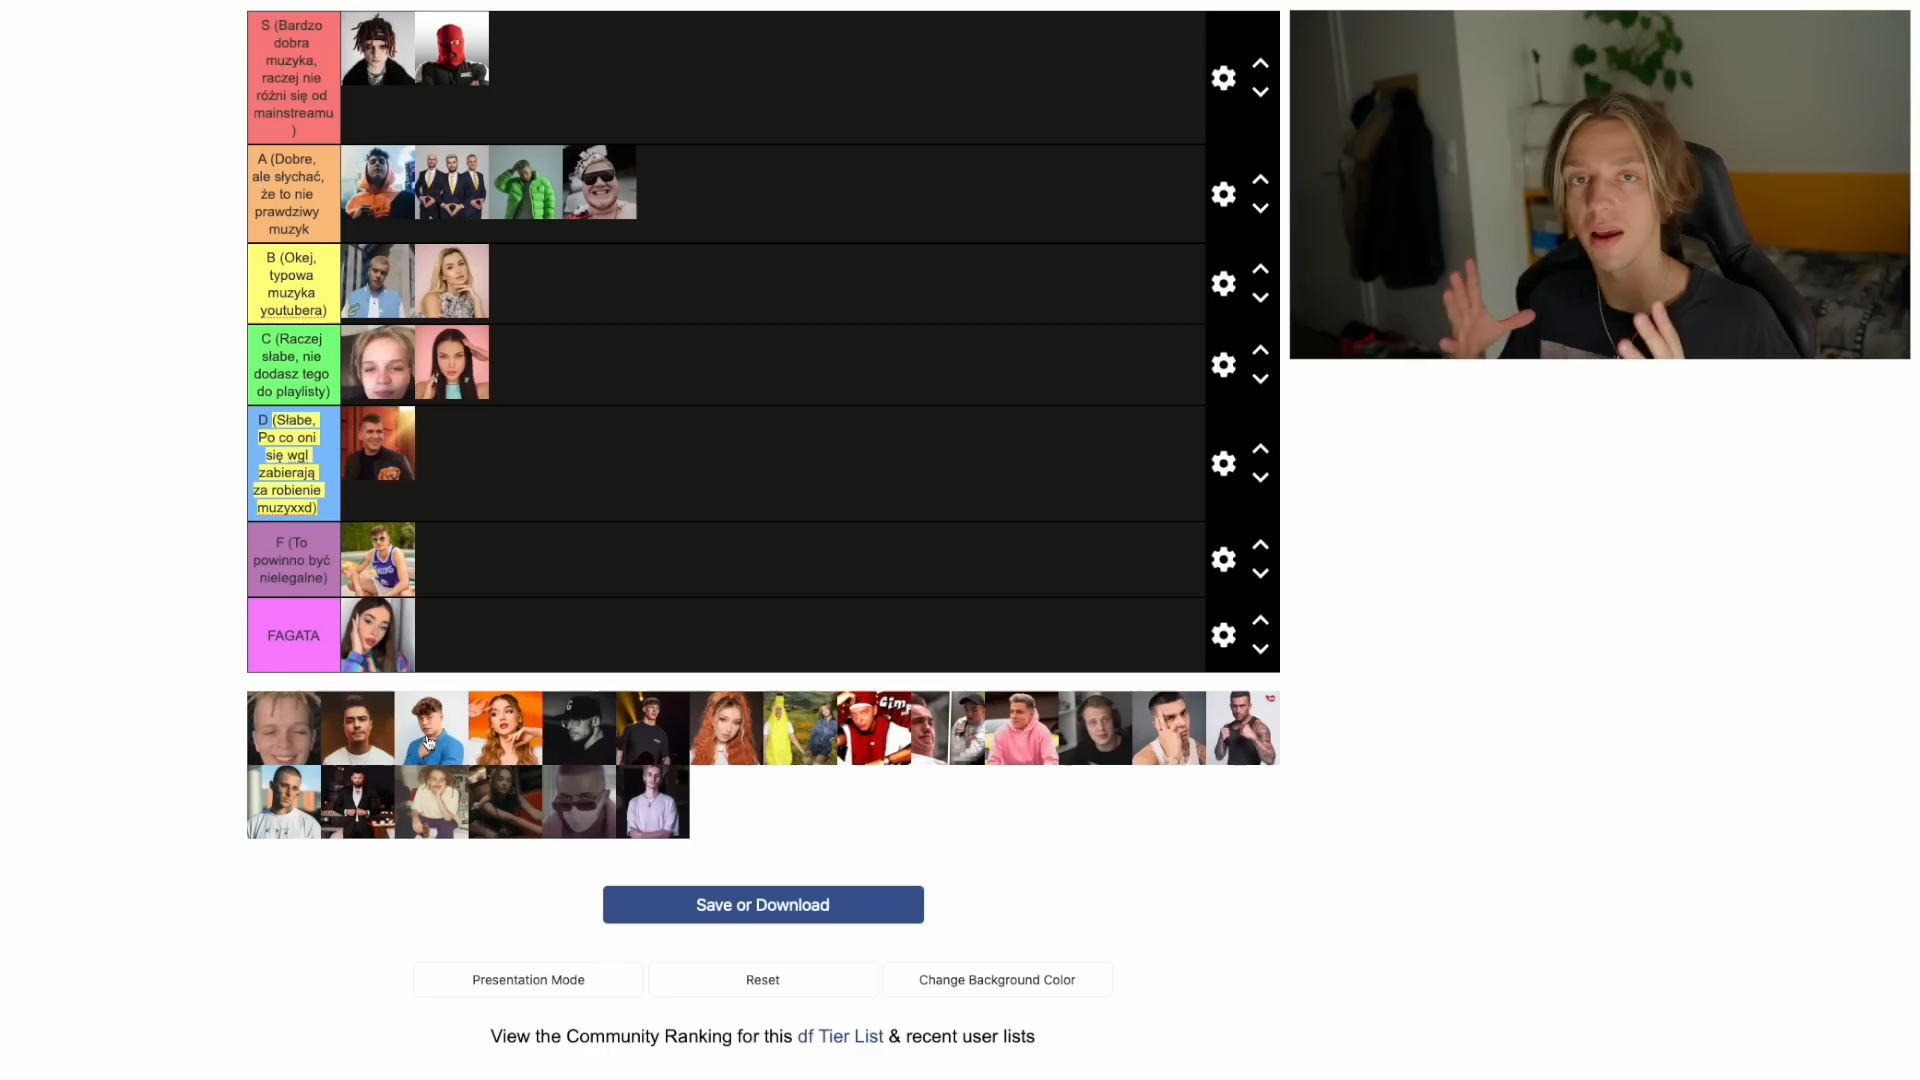 S (Bardzo
dobra
muzyka,
raczej nie
różni się od
mainstreamu
)
A (Dobre,
ale słychać,
że to nie
prawdziwy
muzyk
B (Okej,
typowa
muzyka
youtubera)
C (Raczej
słabe, nie
dodasz tego
do playlisty)
D (Słabe,
Po co oni
się wgl
zabierają
za robienie
muzyxxd)
F (To
powinno być
nielegalne)
FAGATA
Save or Download
Presentation Mode
Reset
Change Background Color
View the Community Ranking for this df Tier List & recent user lists